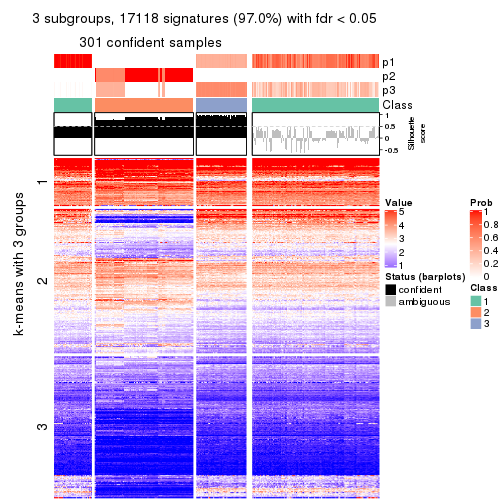 3 subgroups, 17118 signatures (97.0%) with fdr < 0.05
301 confident samples
p1
p2
p3
Class
1
0.5
0
-0.5
Silhouette
score
k-means with 3 groups
1
2
3
Value
5
4
3
2
1
Status (barplots)
confident
ambiguous
Prob
1
0.8
0.6
0.4
0.2
0
Class
1
2
3